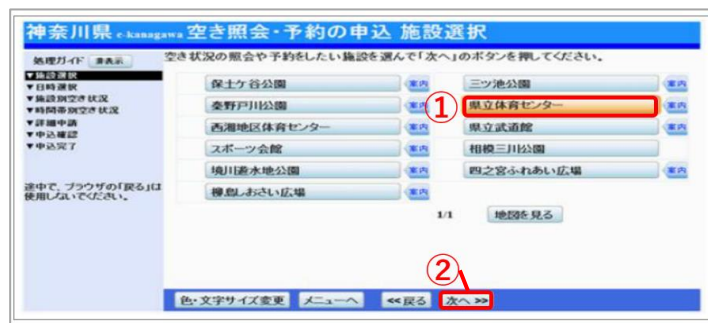 神奈川県 e-kanagawa 空き照会・予約の申込 施設選択
処理ガイド 非表示
▼施設選択
▼日時選択
▼施設別空き状況
▼時間帯別空き状況
▼詳細申請
▼申込確認
▼申込完了
途中で、ブラウザの「戻る」は
使用しないでください。
空き状況の照会や予約をしたい施設を選んで「次へ」のボタンを押してください。
保土ケ谷公園 案内 三ツ池公園 案内
秦野戸川公園 案内 ① 県立体育センター 案内
西湘地区体育センター 案内 県立武道館 案内
スポーツ会館 案内 相模三川公園
境川遊水地公園 案内 四之宮ふれあい広場 案内
柳島しおさい広場 案内
1/1 地図を見る
②
色・文字サイズ変更 メニューへ <<戻る 次へ >>